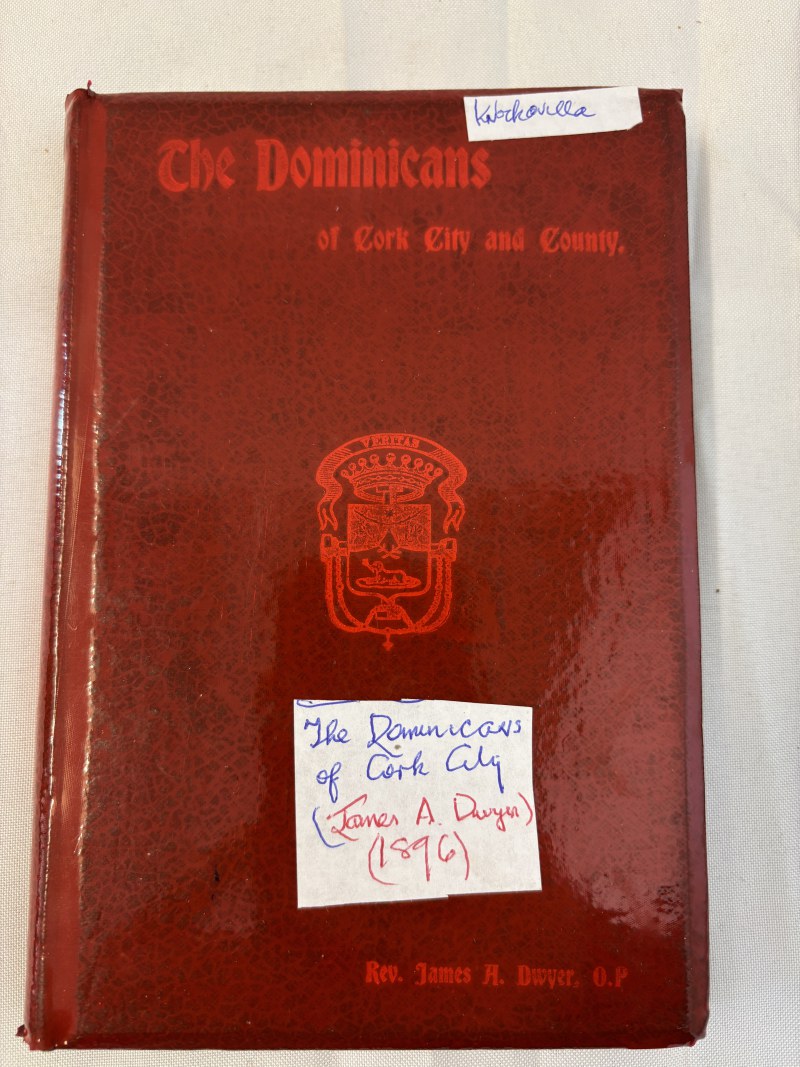 Knockavilla
The Dominicans
of Cork City and County.
VERITAS
The Dominicans
of Cork City
(James A. Dwyer)
(1896)
Rev. James A. Dwyer, O.P